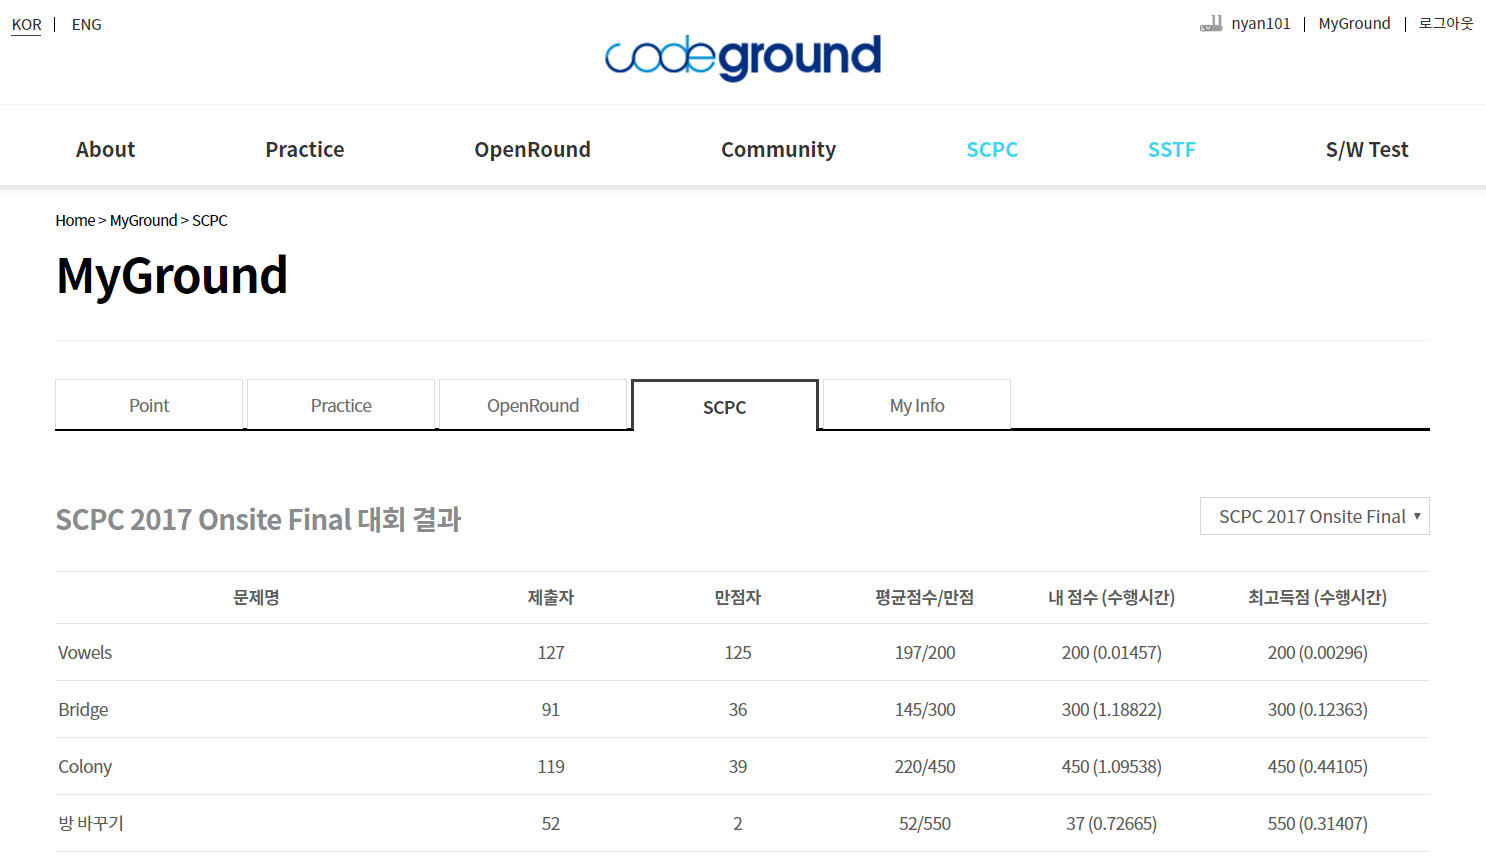 KOR | ENG
nyan101 | MyGround | 로그아웃
codeground
About Practice OpenRound Community SCPC SSTF S/W Test
Home > MyGround > SCPC
MyGround
Point Practice OpenRound SCPC My Info
SCPC 2017 Onsite Final 대회 결과
SCPC 2017 Onsite Final ▼
문제명 제출자 만점자 평균점수/만점 내 점수 (수행시간) 최고득점 (수행시간)
Vowels 127 125 197/200 200 (0.01457) 200 (0.00296)
Bridge 91 36 145/300 300 (1.18822) 300 (0.12363)
Colony 119 39 220/450 450 (1.09538) 450 (0.44105)
방 바꾸기 52 2 52/550 37 (0.72665) 550 (0.31407)